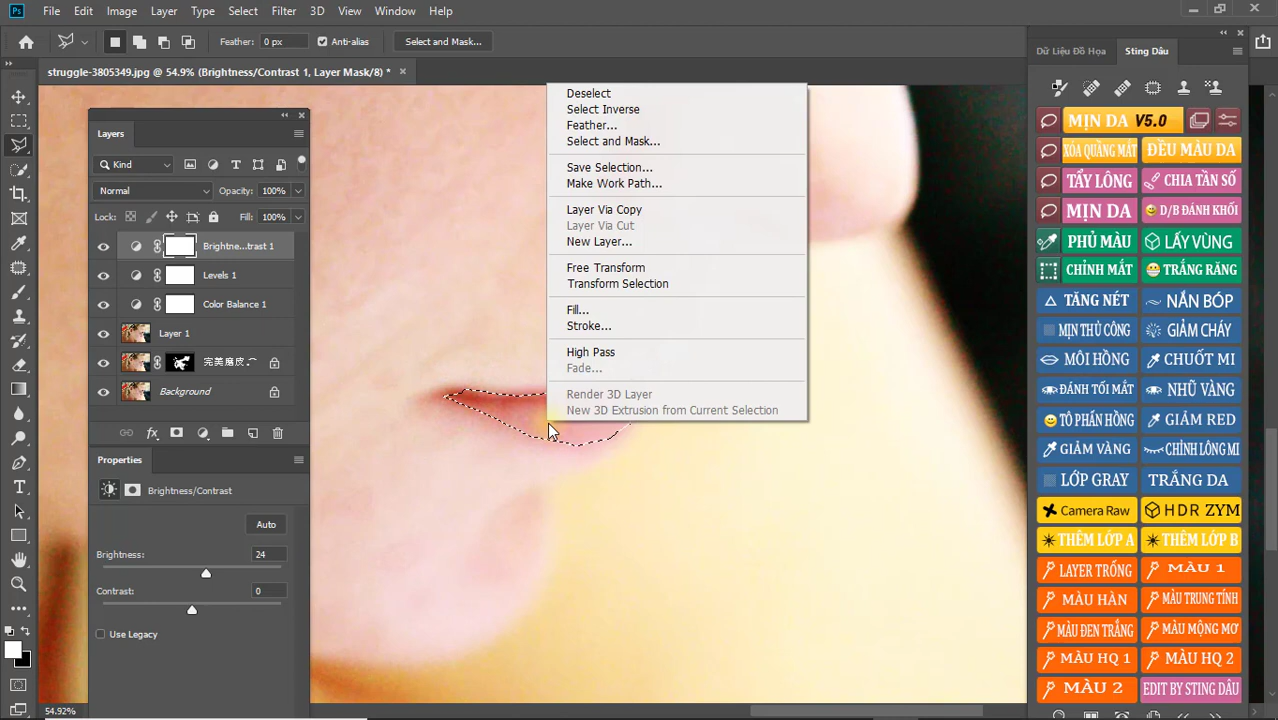 Ps File Edit Image Layer Type Select Filter 3D View Window Help
Feather: 0 px Anti-alias Select and Mask...
struggle-3805349.jpg @ 54.9% (Brightness/Contrast 1, Layer Mask/8) * ×
Layers
Kind
Normal Opacity: 100%
Lock: Fill: 100%
Brightne...trast 1
Levels 1
Color Balance 1
Layer 1
完美磨皮
Background
Properties
Brightness/Contrast
Auto
Brightness: 24
Contrast: 0
Use Legacy
54.92%
Deselect
Select Inverse
Feather...
Select and Mask...
Save Selection...
Make Work Path...
Layer Via Copy
Layer Via Cut
New Layer...
Free Transform
Transform Selection
Fill...
Stroke...
High Pass
Fade...
Render 3D Layer
New 3D Extrusion from Current Selection
Dữ Liệu Đồ Họa Sting Dâu
MỊN DA V5.0
XÓA QUẦNG MẮT ĐỀU MÀU DA
TẨY LÔNG CHIA TẦN SỐ
MỊN DA D/B ĐÁNH KHỐI
PHỦ MÀU LẤY VÙNG
CHỈNH MẮT TRẮNG RĂNG
TĂNG NÉT NẮN BÓP
MỊN THỦ CÔNG GIẢM CHÁY
MÔI HỒNG CHUỐT MI
ĐÁNH TỐI MẮT NHŨ VÀNG
TÔ PHẤN HỒNG GIẢM RED
GIẢM VÀNG CHỈNH LÔNG MI
LỚP GRAY TRẮNG DA
Camera Raw HDR ZYM
THÊM LỚP A THÊM LỚP B
LAYER TRỐNG MÀU 1
MÀU HÀN MÀU TRUNG TÍNH
MÀU ĐEN TRẮNG MÀU MỘNG MƠ
MÀU HQ 1 MÀU HQ 2
MÀU 2 EDIT BY STING DÂU